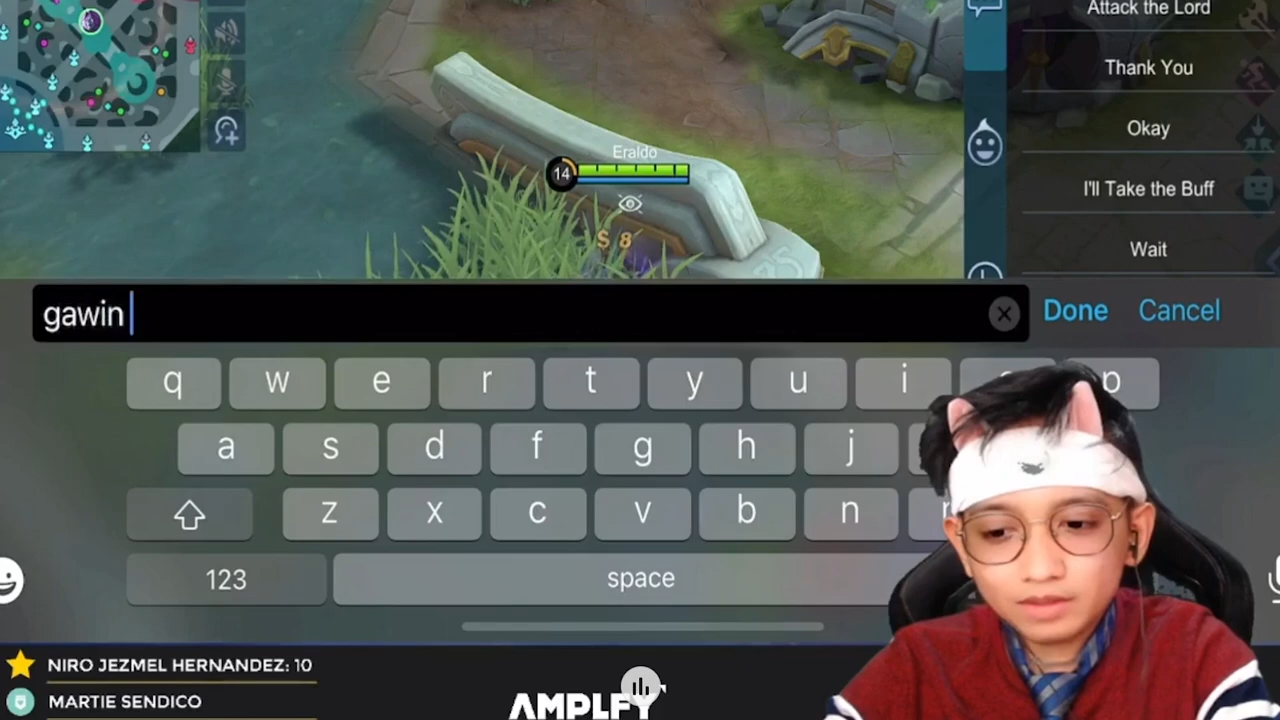 Attack the Lord
Thank You
Okay
I'll Take the Buff
Wait
Eraldo
14
$ 8
gawin
Done
Cancel
q w e r t y u i p
a s d f g h j
z x c v b n
123
space
NIRO JEZMEL HERNANDEZ: 10
MARTIE SENDICO
AMPLFY